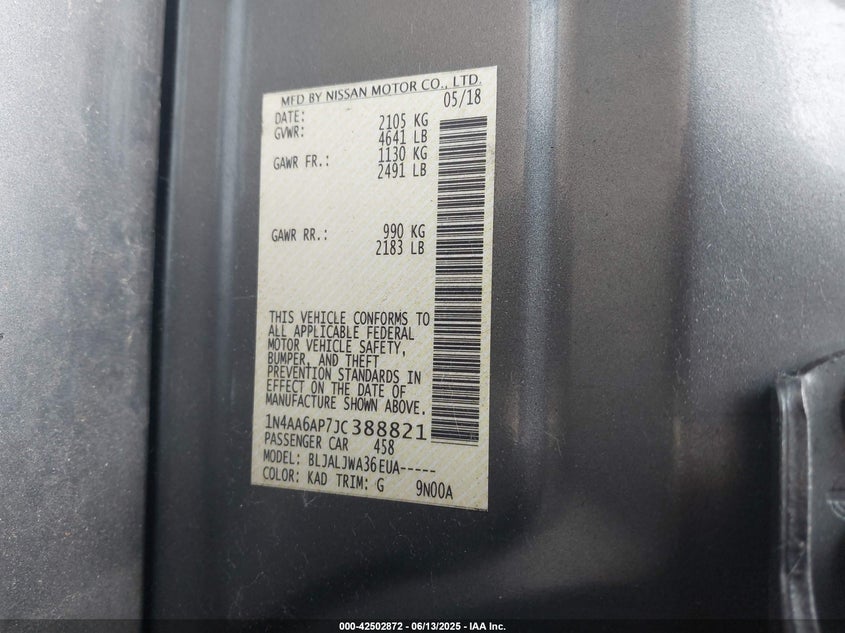 MFD BY NISSAN MOTOR CO., LTD.
DATE: 05/18
GVWR: 2105 KG
4641 LB
GAWR FR.: 1130 KG
2491 LB
GAWR RR.: 990 KG
2183 LB
THIS VEHICLE CONFORMS TO
ALL APPLICABLE FEDERAL
MOTOR VEHICLE SAFETY,
BUMPER, AND THEFT
PREVENTION STANDARDS IN
EFFECT ON THE DATE OF
MANUFACTURE SHOWN ABOVE.
1N4AA6AP7JC388821
PASSENGER CAR 458
MODEL: BLJALJWA36EUA-----
COLOR: KAD TRIM: G 9N00A
000-42502872 - 06/13/2025 - IAA Inc.